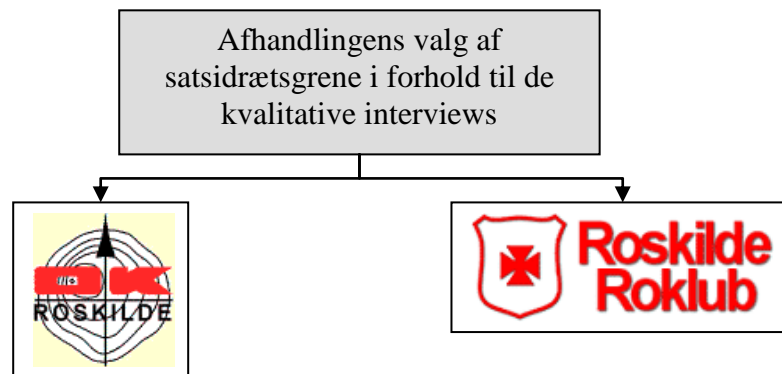 Afhandlingens valg af
satsidrætsgrene i forhold til de
kvalitative interviews
OK
ROSKILDE
Roskilde
Roklub